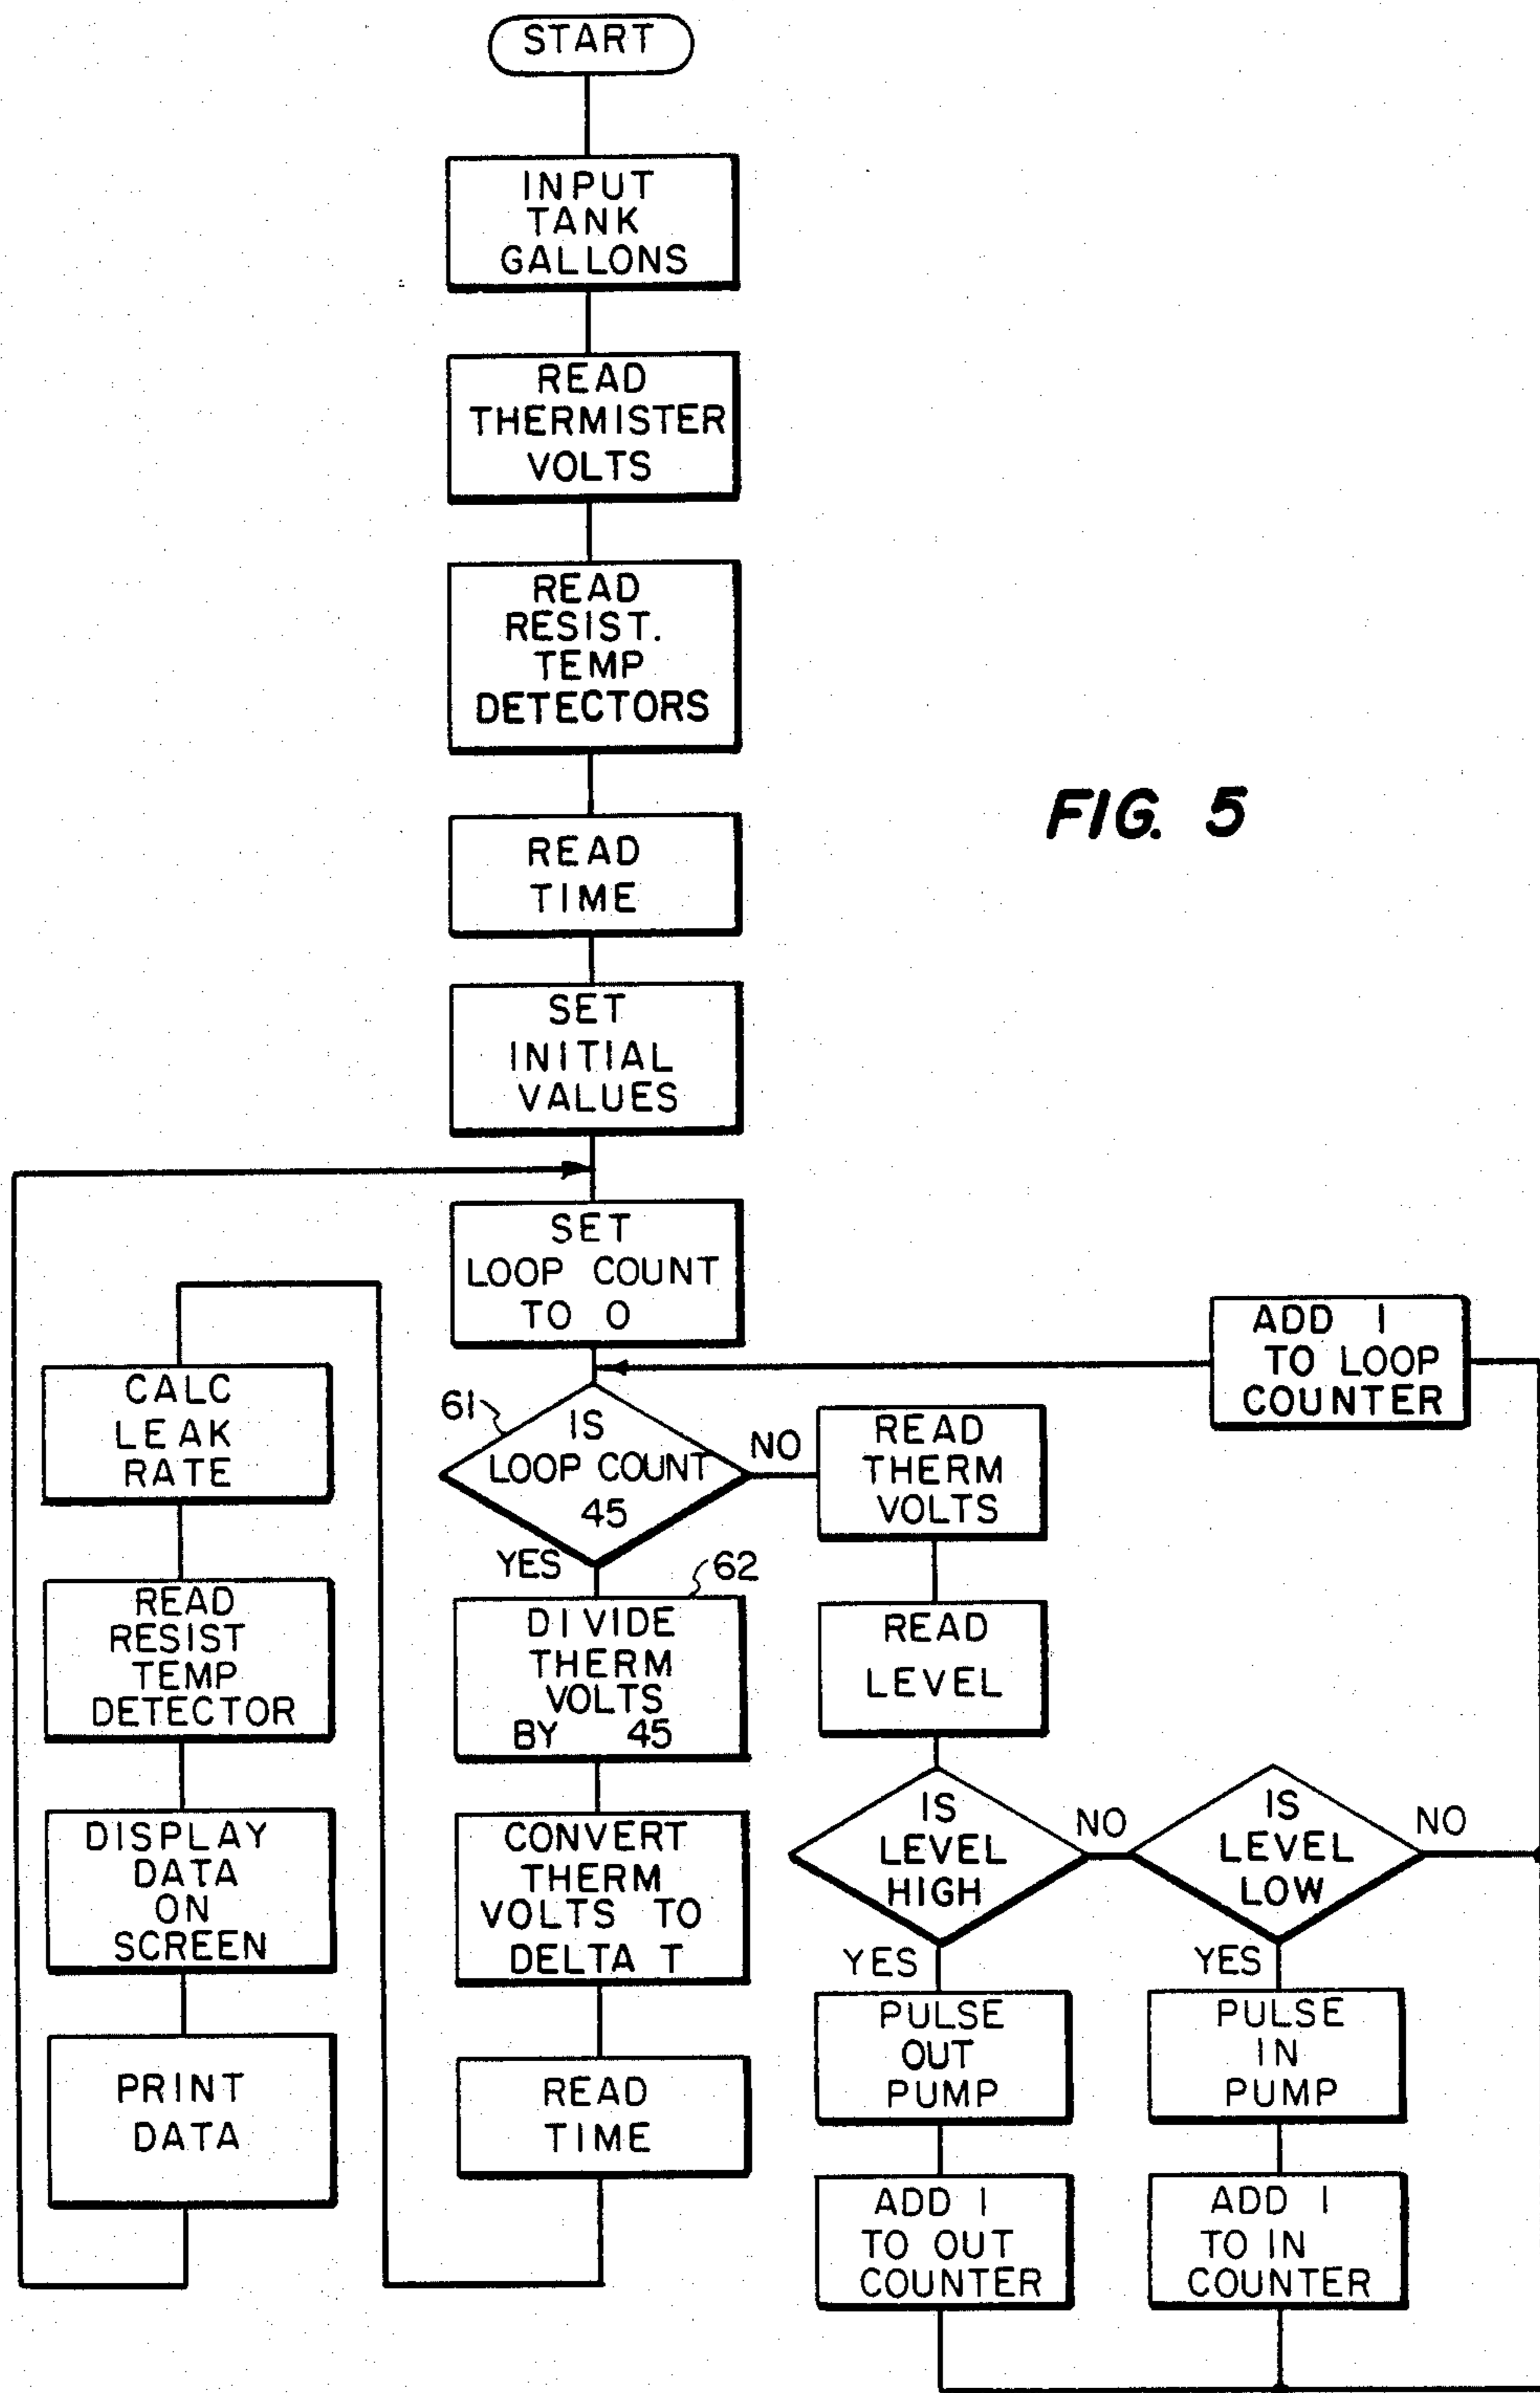 START
INPUT
TANK
GALLONS
READ
THERMISTER
VOLTS
READ
RESIST.
TEMP
DETECTORS
READ
TIME
SET
INITIAL
VALUES
FIG. 5
SET
LOOP COUNT
TO 0
ADD 1
TO LOOP
COUNTER
61
IS
LOOP COUNT
45
NO
YES
READ
THERM
VOLTS
READ
LEVEL
IS
LEVEL
HIGH
NO
YES
IS
LEVEL
LOW
NO
YES
PULSE
OUT
PUMP
ADD 1
TO OUT
COUNTER
PULSE
IN
PUMP
ADD 1
TO IN
COUNTER
62
DIVIDE
THERM
VOLTS
BY 45
CONVERT
THERM
VOLTS TO
DELTA T
READ
TIME
CALC
LEAK
RATE
READ
RESIST
TEMP
DETECTOR
DISPLAY
DATA
ON
SCREEN
PRINT
DATA